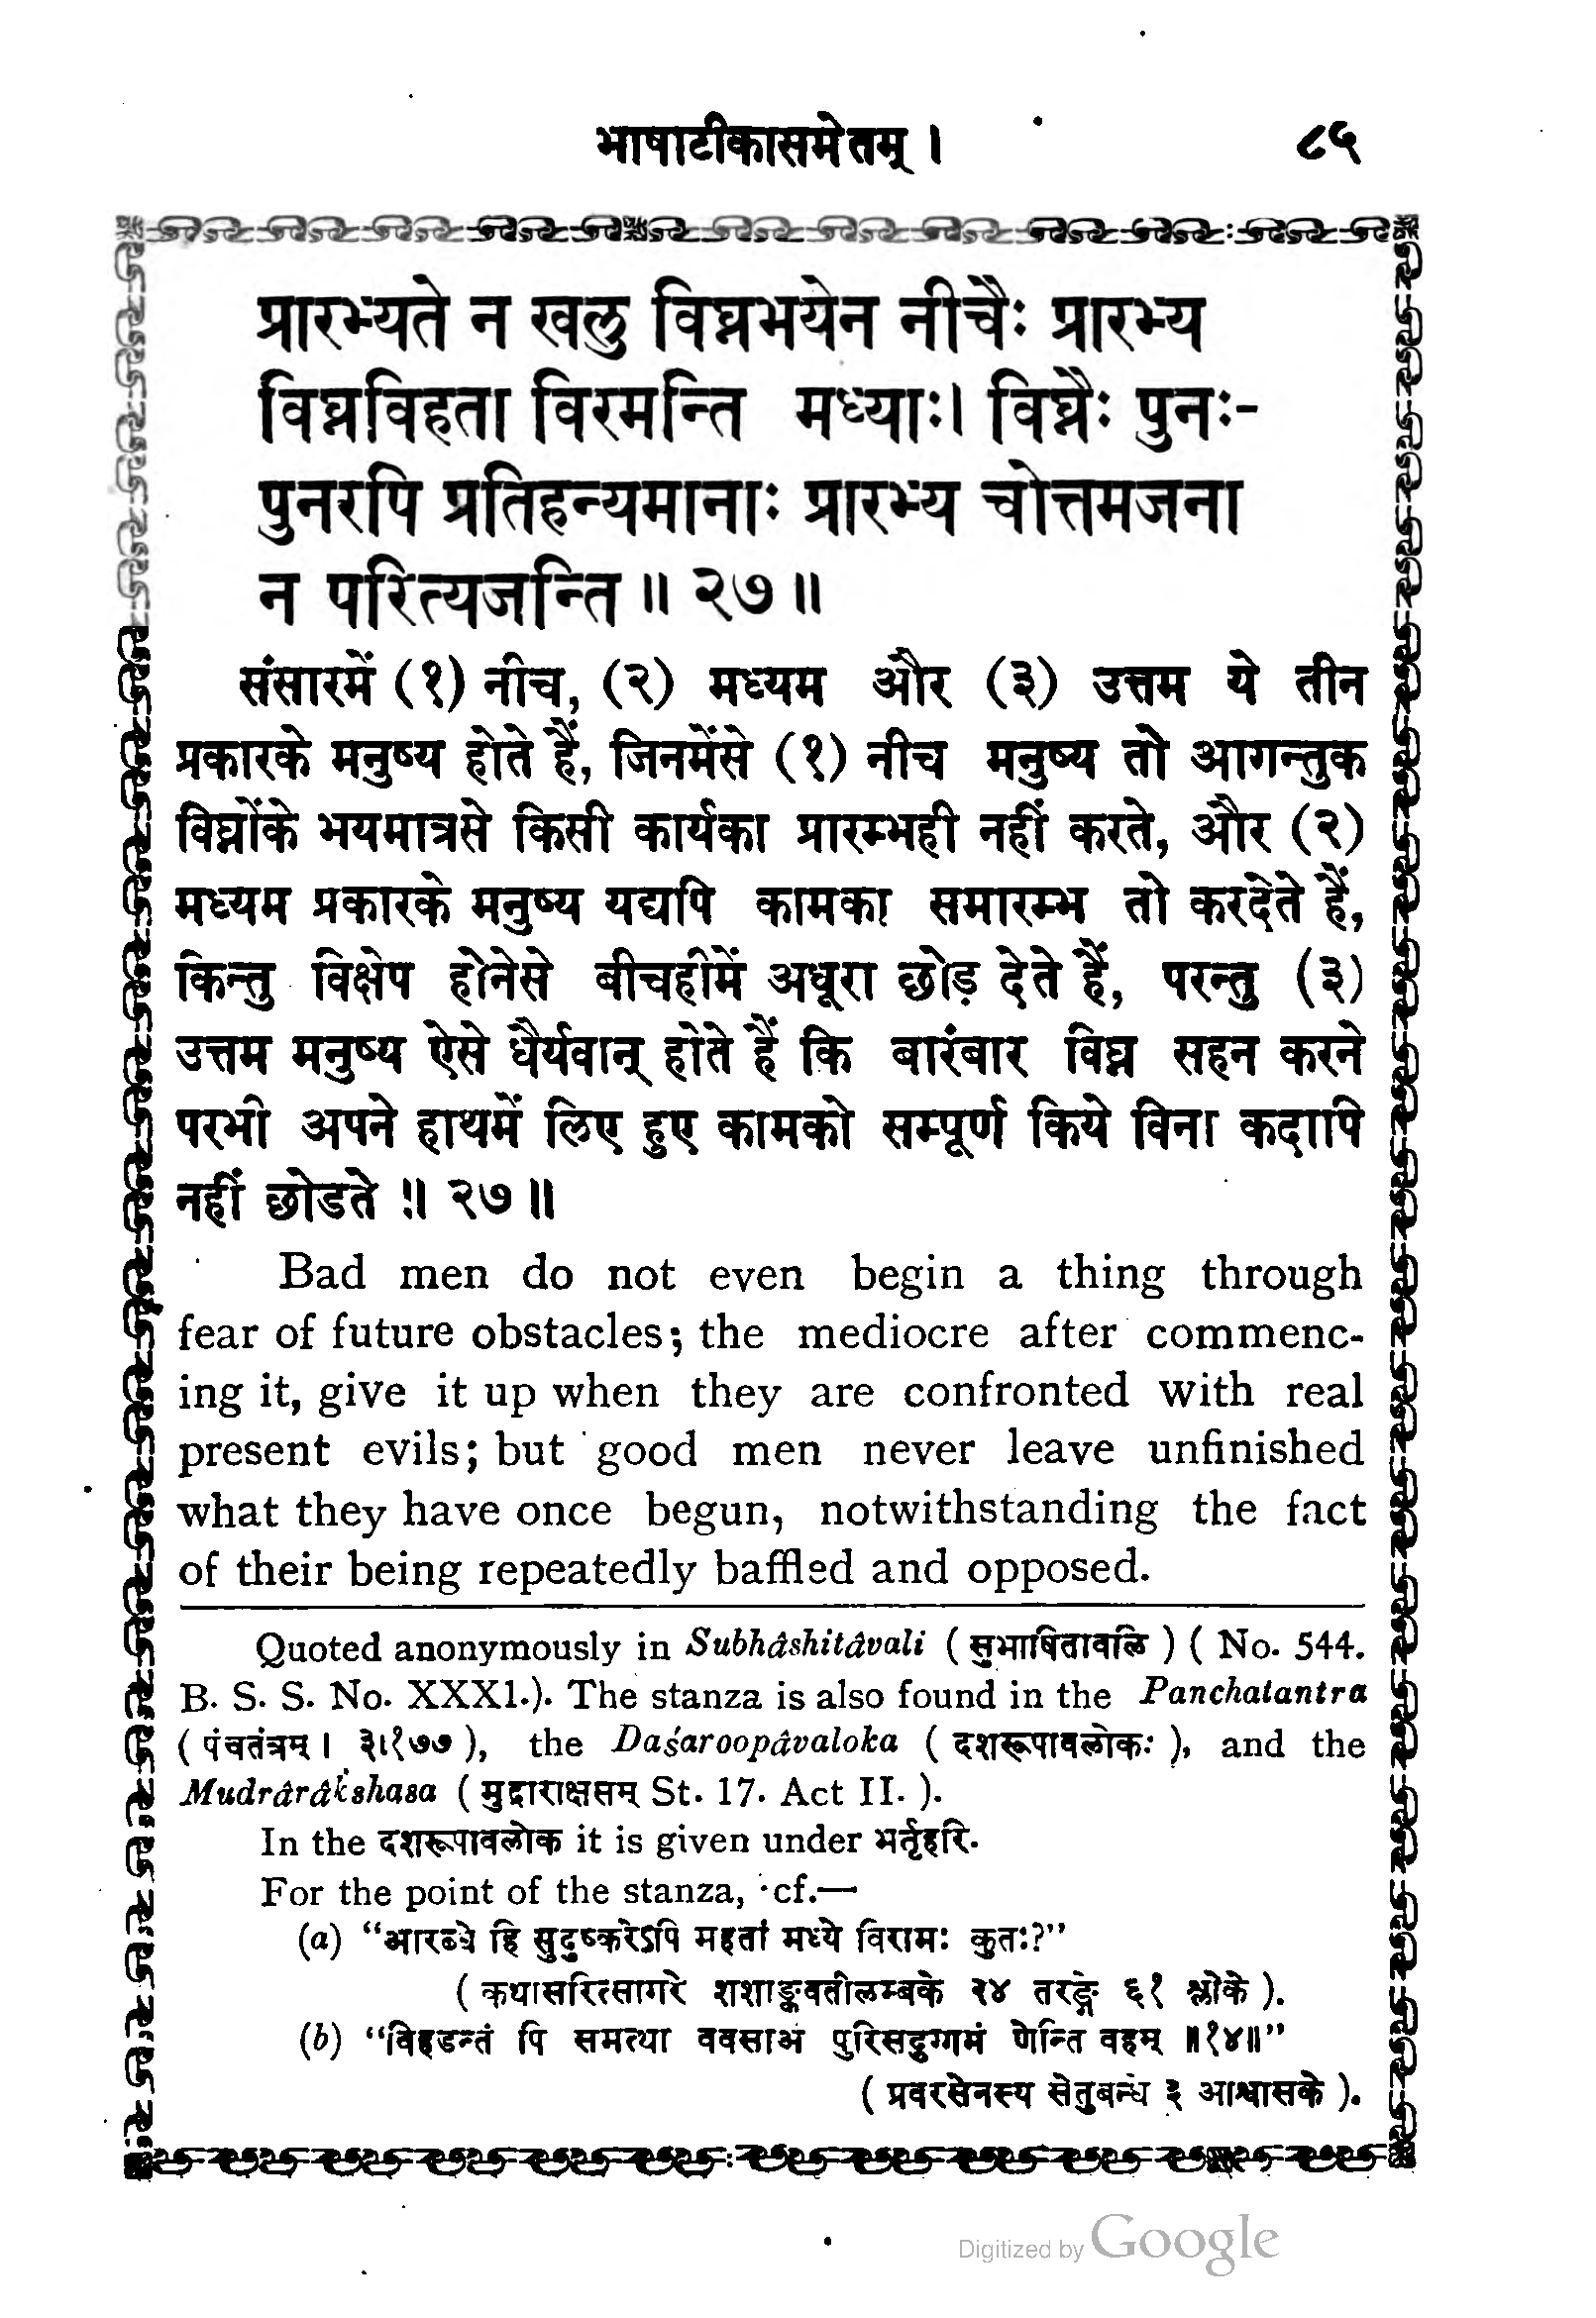 भाषाटीकासमेतम् । ८५
प्रारभ्यते न खलु विघ्नभयेन नीचैः प्रारभ्य
विघ्नविहता विरमन्ति मध्याः। विघ्नैः पुनः-
पुनरपि प्रतिहन्यमानाः प्रारभ्य चोत्तमजना
न परित्यजन्ति ॥ २७ ॥
संसारमें (१) नीच, (२) मध्यम और (३) उत्तम ये तीन
प्रकारके मनुष्य होते हैं, जिनमेंसे (१) नीच मनुष्य तो आगन्तुक
विघ्नोंके भयमात्रसे किसी कार्यका प्रारम्भही नहीं करते, और (२)
मध्यम प्रकारके मनुष्य यद्यपि कामका समारम्भ तो करदेते हैं,
किन्तु विक्षेप होनेसे बीचहीमें अधूरा छोड़ देते हैं, परन्तु (३)
उत्तम मनुष्य ऐसे धैर्यवान् होते हैं कि बारंबार विघ्न सहन करने
परभी अपने हाथमें लिए हुए कामको सम्पूर्ण किये विना कदापि
नहीं छोडते !॥ २७ ॥
Bad men do not even begin a thing through
fear of future obstacles; the mediocre after commenc-
ing it, give it up when they are confronted with real
present evils; but good men never leave unfinished
what they have once begun, notwithstanding the fact
of their being repeatedly baffled and opposed.
Quoted anonymously in Subhâshitâvali ( सुभाषितावलि ) ( No. 544.
B. S. S. No. XXX1.). The stanza is also found in the Panchatantra
( पंचतंत्रम् । ३।१७७ ), the Daśaroopâvaloka ( दशरूपावलोकः ), and the
Mudrârâkshasa ( मुद्राराक्षसम् St. 17. Act II. ).
In the दशरूपावलोक it is given under भर्तृहरि.
For the point of the stanza, cf.—
(a) “आरब्धे हि सुदुष्करेऽपि महतां मध्ये विरामः कुतः?”
( कथासरित्सागरे शशाङ्कवतीलम्बके २४ तरङ्गे ६१ श्लोके ).
(b) “विहडन्तं पि समत्था ववसाअं पुरिसदुग्गमं णेन्ति वहम् ॥१४॥”
( प्रवरसेनस्य सेतुबन्धे ३ आश्वासके ).
Digitized by Google